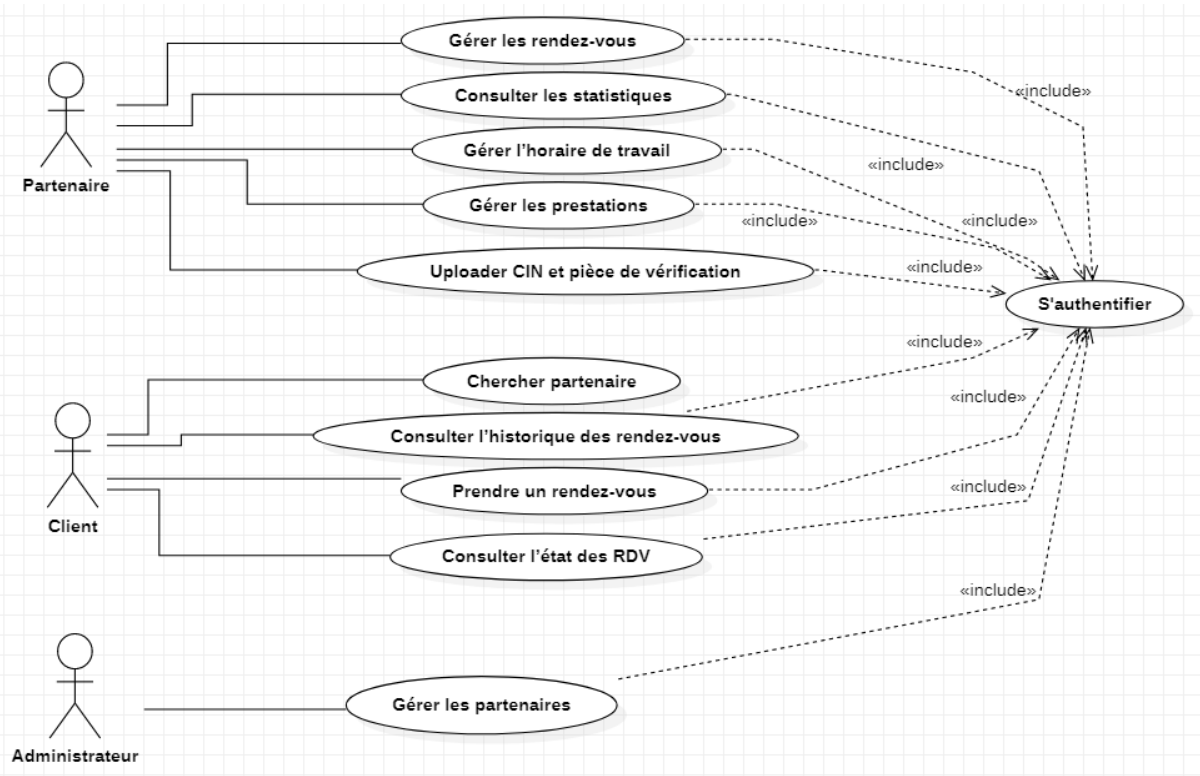 Gérer les rendez-vous
«include»
Consulter les statistiques
Gérer l'horaire de travail
«include»
Partenaire
Gérer les prestations
«include»
«include»
Uploader CIN et pièce de vérification
«include»
S'authentifier
«include»
Chercher partenaire
«include»
Consulter l'historique des rendez-vous
Prendre un rendez-vous
«include»
Client
Consulter l'état des RDV
«include»
Gérer les partenaires
Administrateur